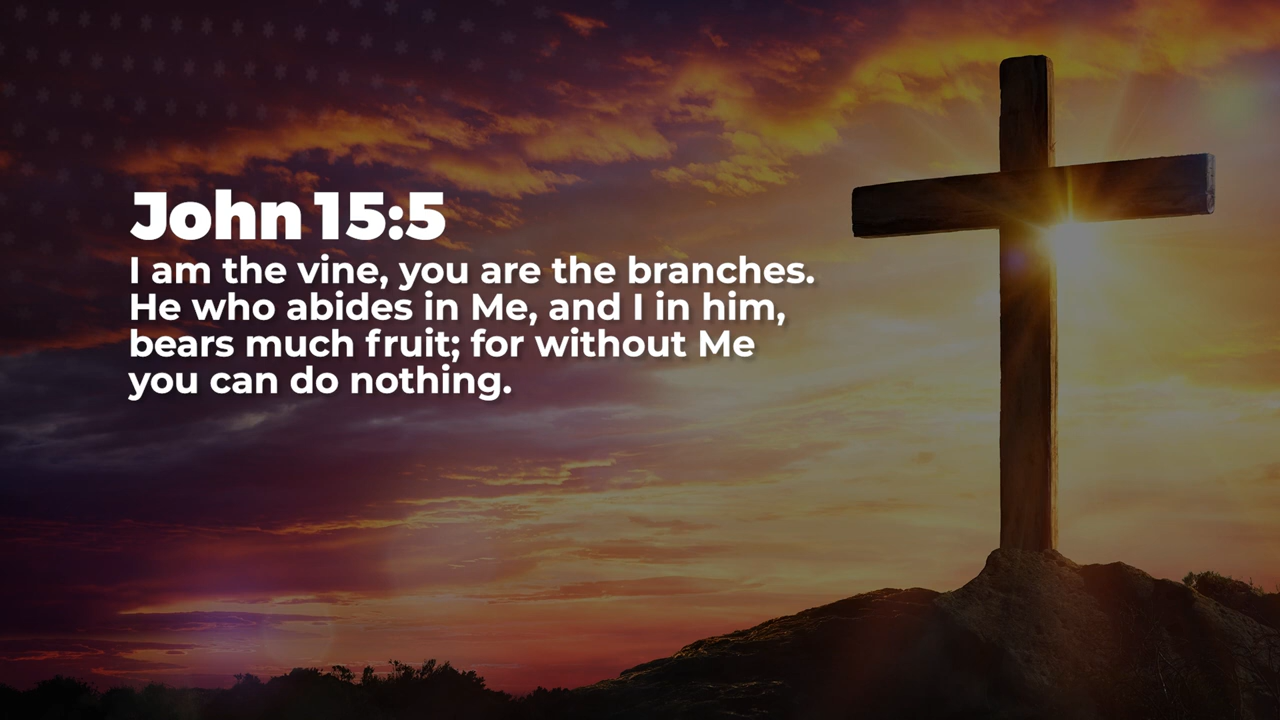 John 15:5
I am the vine, you are the branches.
He who abides in Me, and I in him,
bears much fruit; for without Me
you can do nothing.